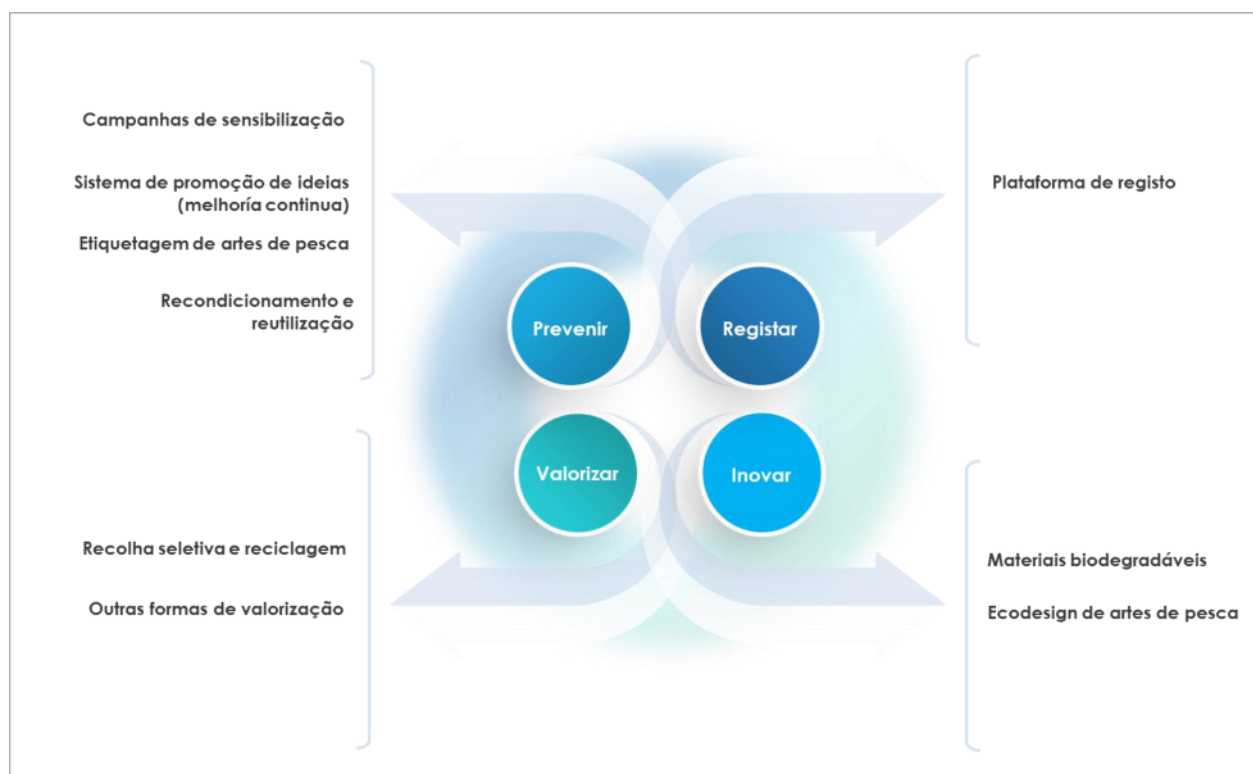 Campanhas de sensibilização
Sistema de promoção de ideias
(melhoría continua)
Etiquetagem de artes de pesca
Recondicionamento e
reutilização
Plataforma de registo
Prevenir
Registar
Valorizar
Inovar
Recolha seletiva e reciclagem
Outras formas de valorização
Materiais biodegradáveis
Ecodesign de artes de pesca